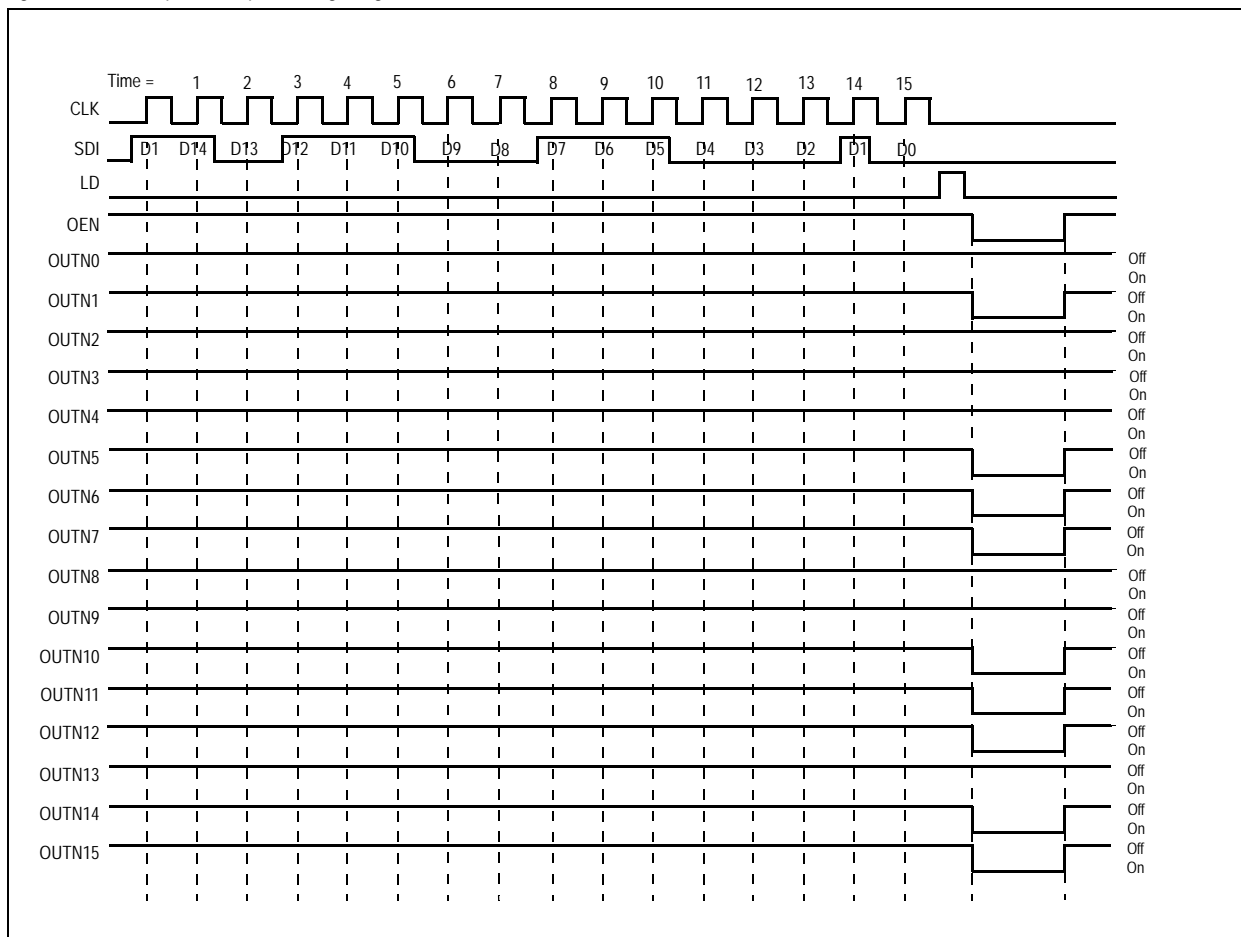 Time = 1 2 3 4 5 6 7 8 9 10 11 12 13 14 15
CLK
SDI D1 D14 D13 D12 D11 D10 D9 D8 D7 D6 D5 D4 D3 D2 D1 D0
LD
OEN
OUTN0 Off
On
OUTN1 Off
On
OUTN2 Off
On
OUTN3 Off
On
OUTN4 Off
On
OUTN5 Off
On
OUTN6 Off
On
OUTN7 Off
On
OUTN8 Off
On
OUTN9 Off
On
OUTN10 Off
On
OUTN11 Off
On
OUTN12 Off
On
OUTN13 Off
On
OUTN14 Off
On
OUTN15 Off
On